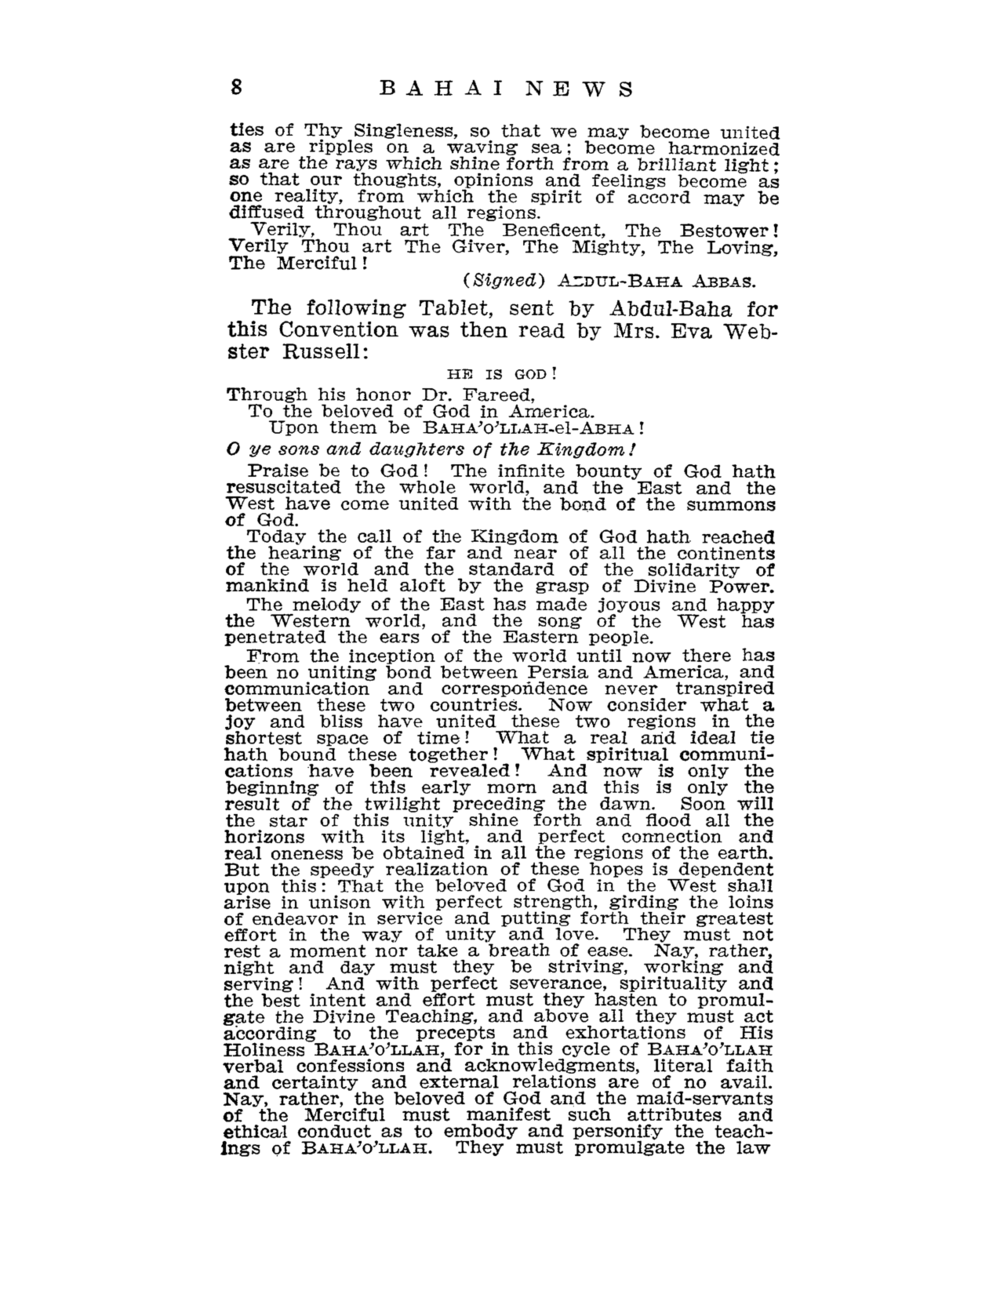 8 BAHAI NEWS
ties of Thy Singleness, so that we may become united
as are ripples on a waving sea; become harmonized
as are the rays which shine forth from a brilliant light;
so that our thoughts, opinions and feelings become as
one reality, from which the spirit of accord may be
diffused throughout all regions.
Verily, Thou art The Beneficent, The Bestower!
Verily Thou art The Giver, The Mighty, The Loving,
The Merciful!
(Signed) ABDUL-BAHA ABBAS.
The following Tablet, sent by Abdul-Baha for
this Convention was then read by Mrs. Eva Web-
ster Russell:
HE IS GOD!
Through his honor Dr. Fareed,
To the beloved of God in America.
Upon them be BAHA'O'LLAH-el-ABHA!
O ye sons and daughters of the Kingdom!
Praise be to God! The infinite bounty of God hath
resuscitated the whole world, and the East and the
West have come united with the bond of the summons
of God.
Today the call of the Kingdom of God hath reached
the hearing of the far and near of all the continents
of the world and the standard of the solidarity of
mankind is held aloft by the grasp of Divine Power.
The melody of the East has made joyous and happy
the Western world, and the song of the West has
penetrated the ears of the Eastern people.
From the inception of the world until now there has
been no uniting bond between Persia and America, and
communication and correspondence never transpired
between these two countries. Now consider what a
joy and bliss have united these two regions in the
shortest space of time! What a real and ideal tie
hath bound these together! What spiritual communi-
cations have been revealed! And now is only the
beginning of this early morn and this is only the
result of the twilight preceding the dawn. Soon will
the star of this unity shine forth and flood all the
horizons with its light, and perfect connection and
real oneness be obtained in all the regions of the earth.
But the speedy realization of these hopes is dependent
upon this: That the beloved of God in the West shall
arise in unison with perfect strength, girding the loins
of endeavor in service and putting forth their greatest
effort in the way of unity and love. They must not
rest a moment nor take a breath of ease. Nay, rather,
night and day must they be striving, working and
serving! And with perfect severance, spirituality and
the best intent and effort must they hasten to promul-
gate the Divine Teaching, and above all they must act
according to the precepts and exhortations of His
Holiness BAHA'O'LLAH, for in this cycle of BAHA'O'LLAH
verbal confessions and acknowledgments, literal faith
and certainty and external relations are of no avail.
Nay, rather, the beloved of God and the maid-servants
of the Merciful must manifest such attributes and
ethical conduct as to embody and personify the teach-
ings of BAHA'O'LLAH. They must promulgate the law